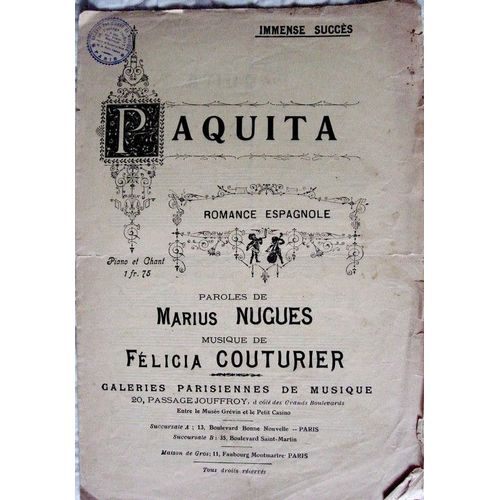 IMMENSE SUCCÈS
PAQUITA
ROMANCE ESPAGNOLE
Piano et Chant
1 fr. 75
PAROLES DE
MARIUS NUGUES
MUSIQUE DE
FÉLICIA COUTURIER
GALERIES PARISIENNES DE MUSIQUE
20, PASSAGE JOUFFROY, à côté des Grands Boulevards
Entre le Musée Grévin et le Petit Casino
Succursale A : 13, Boulevard Bonne Nouvelle -- PARIS
Succursale B : 35, Boulevard Saint-Martin
Maison de Gros; 11, Faubourg Montmartre PARIS
Tous droits réservés